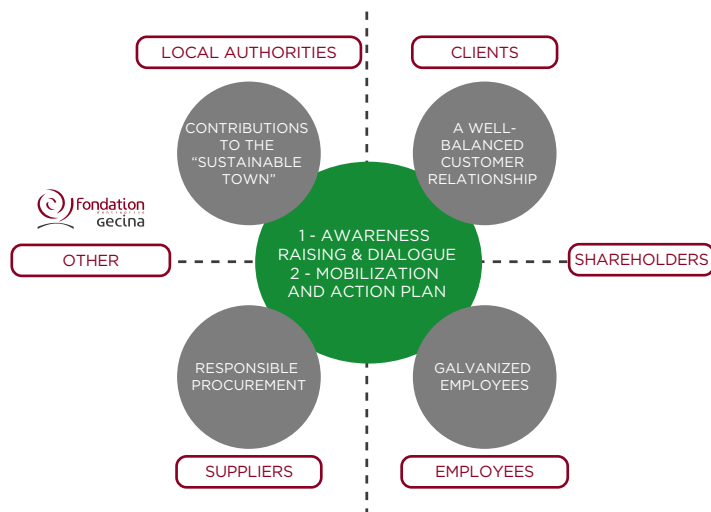 LOCAL AUTHORITIES
CLIENTS
CONTRIBUTIONS
TO THE
“SUSTAINABLE
TOWN”
A WELL-
BALANCED
CUSTOMER
RELATIONSHIP
fondation
d'entreprise
gecina
1 - AWARENESS
RAISING & DIALOGUE
2 - MOBILIZATION
AND ACTION PLAN
OTHER
SHAREHOLDERS
RESPONSIBLE
PROCUREMENT
GALVANIZED
EMPLOYEES
SUPPLIERS
EMPLOYEES